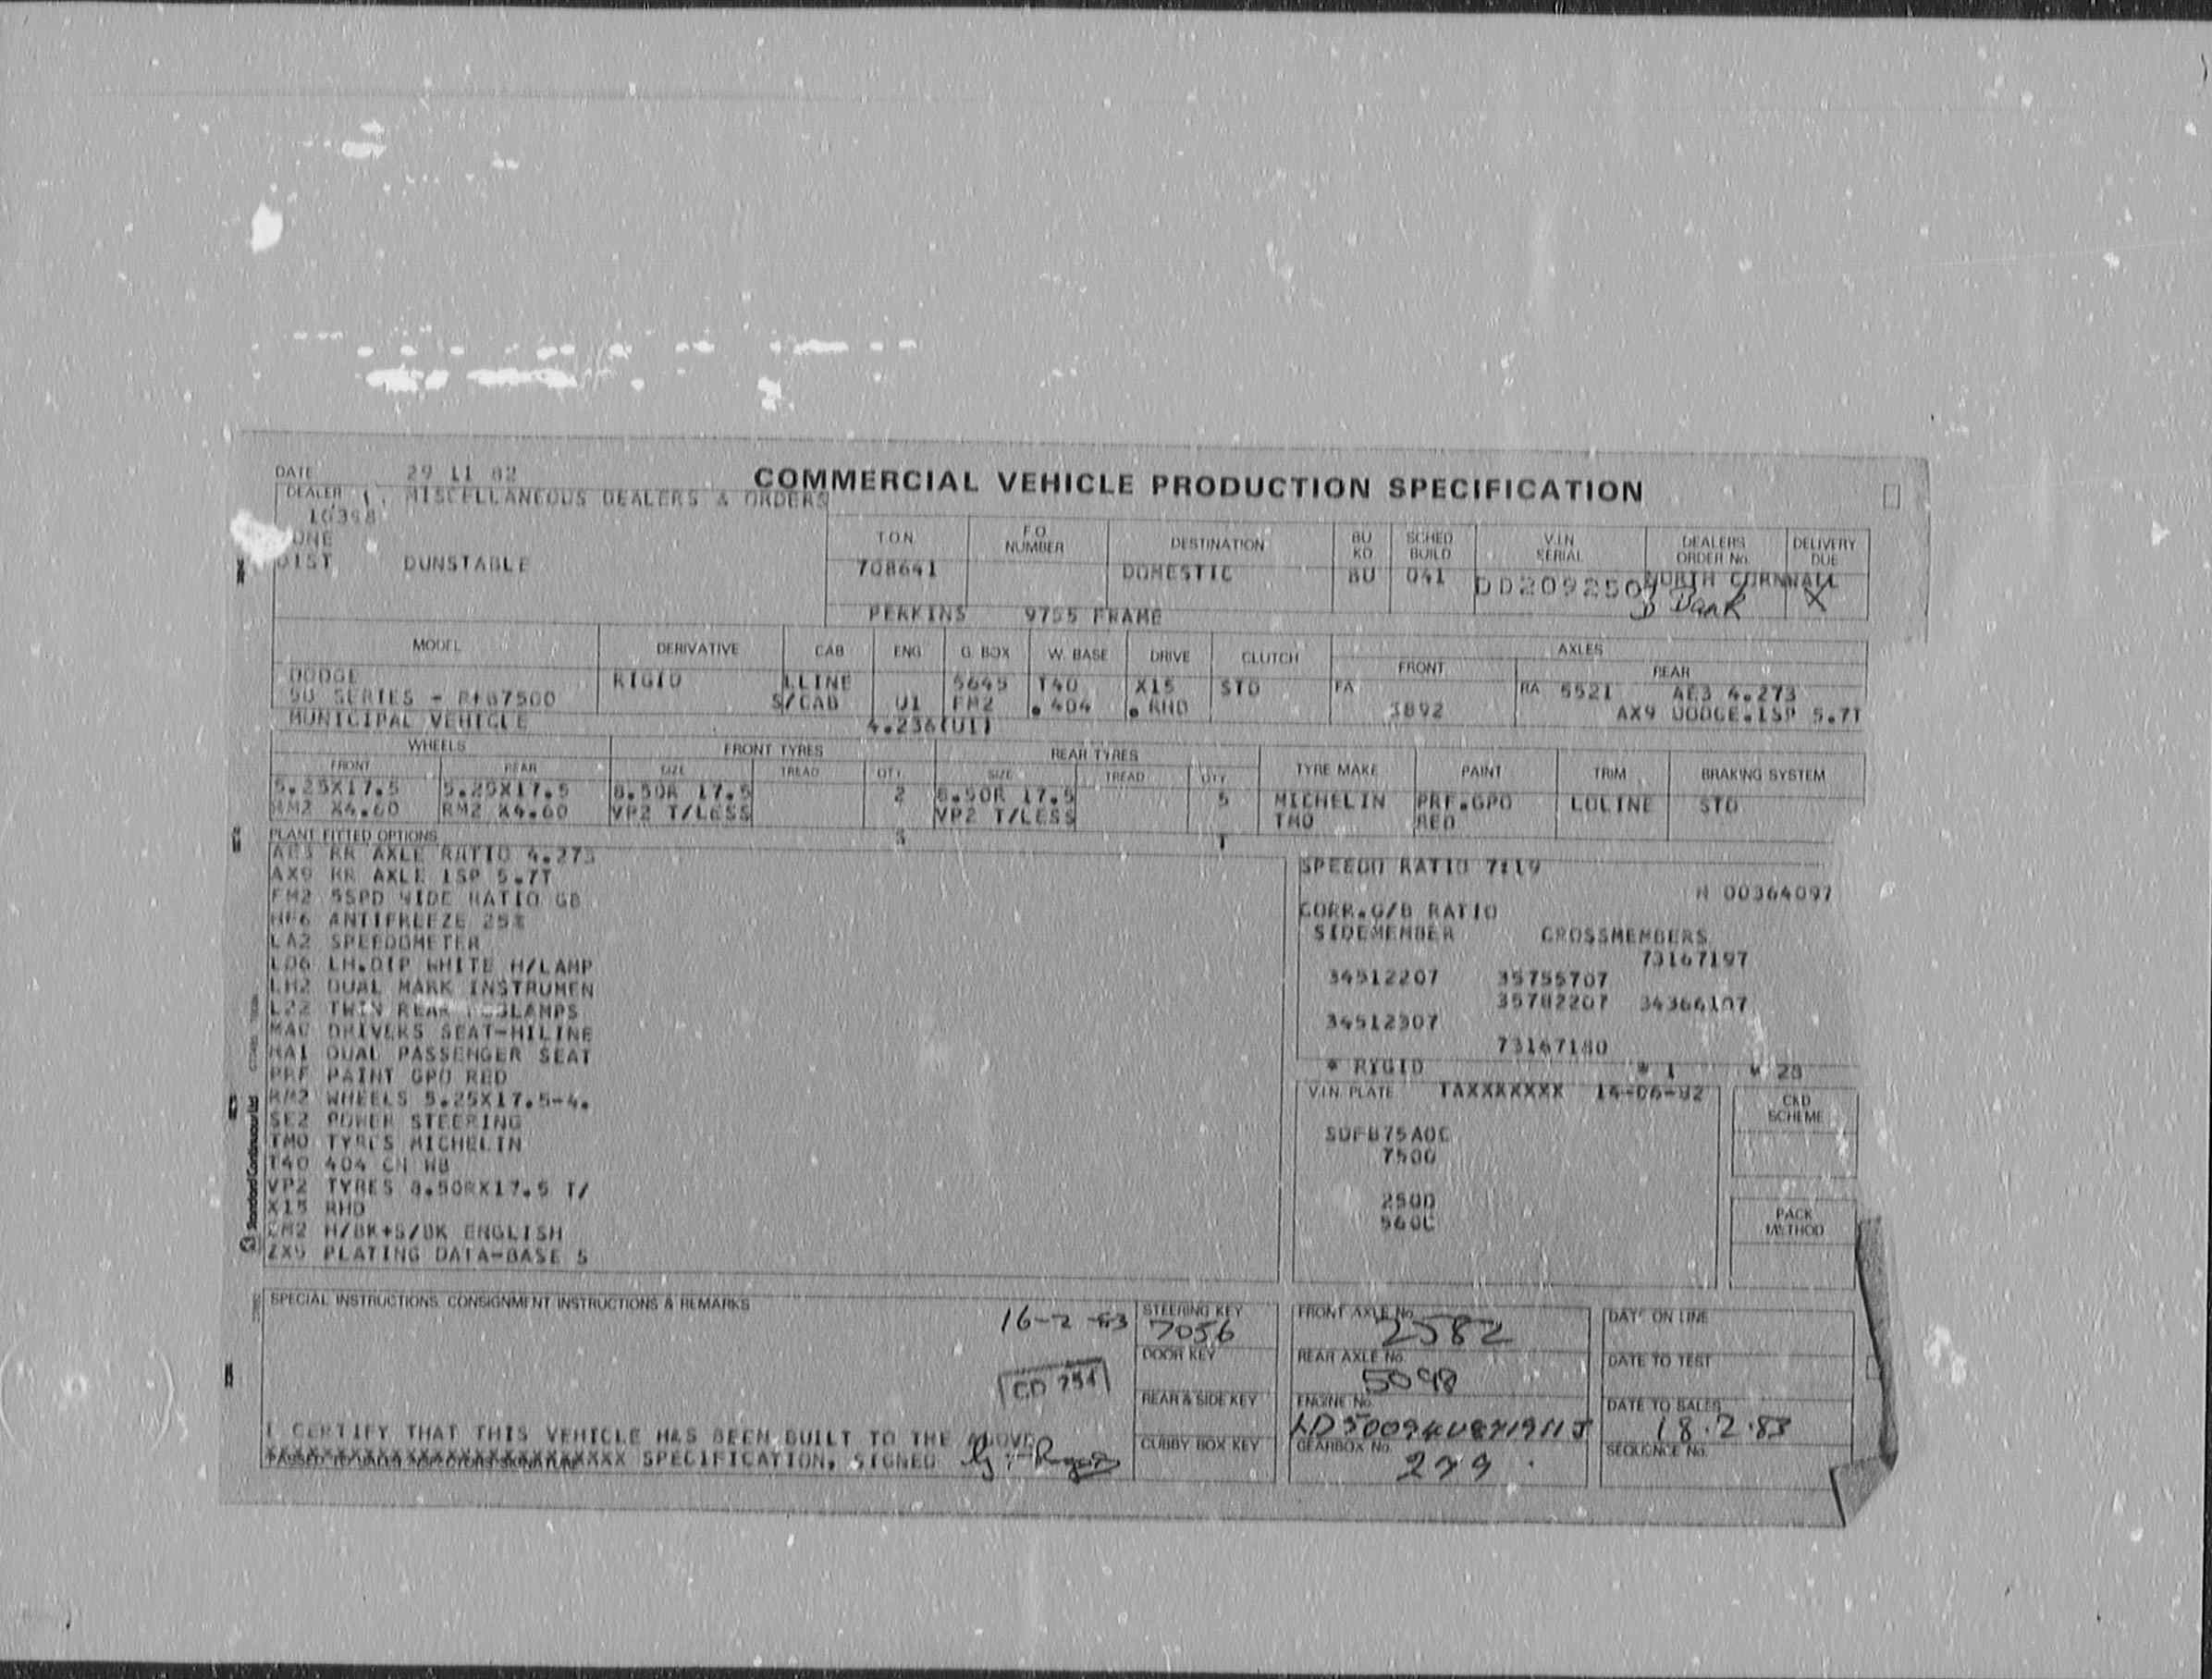 DATE 29 11 82
COMMERCIAL VEHICLE PRODUCTION SPECIFICATION
DEALER MISCELLANEOUS DEALERS & ORDERS
10398
DIST DUNSTABLE
T.O.N. F.O. NUMBER DESTINATION BU KD SCHED BUILD V.I.N SERIAL DEALERS ORDER No. DELIVERY DUE
708641 DOMESTIC BU 041 DD209250 NORTH CORNWALL
X
PERKINS 9755 FRAME
MODEL DERIVATIVE CAB ENG G. BOX W. BASE DRIVE CLUTCH AXLES
FRONT REAR
DODGE RIGID LLINE 5645 T40 X15 STD FA RA 6521 AE3 4.273
50 SERIES - RF67500 S/CAB U1 FM2 .404 .RHD 3892 AX9 DODGE.1SP 5.7T
MUNICIPAL VEHICLE 4.236(U1)
WHEELS FRONT TYRES REAR TYRES TYRE MAKE PAINT TRIM BRAKING SYSTEM
FRONT REAR SIZE TREAD QTY. SIZE TREAD QTY
5.25X17.5 5.25X17.5 8.50R 17.5 2 8.50R 17.5 5 MICHELIN PRF.GPO LOLINE STD
RM2 X4.60 RM2 X4.60 VP2 T/LESS VP2 T/LESS TMO RED
PLANT FITTED OPTIONS S T
AE3 RR AXLE RATIO 4.273
AX9 RR AXLE 1SP 5.7T
FM2 5SPD WIDE RATIO GB
HF6 ANTIFREEZE 25%
LA2 SPEEDOMETER
LD6 LH.DIP WHITE H/LAMP
LH2 DUAL MARK INSTRUMEN
L22 TWIN REAR
MAC DRIVERS SEAT-HILINE
MA1 DUAL PASSENGER SEAT
PRF PAINT GPO RED
RM2 WHEELS 5.25X17.5-4.
SE2 POWER STEERING
TMO TYRES MICHELIN
T40 404 CM WB
VP2 TYRES 8.50RX17.5 T/
X15 RHD
ZM2 H/BK+S/BK ENGLISH
ZX5 PLATING DATA-BASE 5
SPEEDO RATIO 7:19
N 00364097
CORR.G/B RATIO
SIDEMEMBER CROSSMEMBERS
73167197
34512207 35755707
35782207 34366107
34512307
73167180
* RIGID * 1 * 23
V.I.N. PLATE TAXXXXXXX 14-06-82
SDFB75A0C
7500
2500
5600
CKD SCHEME
PACK METHOD
Standard Continuous Ltd
SPECIAL INSTRUCTIONS, CONSIGNMENT INSTRUCTIONS & REMARKS
16-2-83
CD 754
I CERTIFY THAT THIS VEHICLE HAS BEEN BUILT TO THE ABOVE
XXXXXXXXXXXXXXXXXXXXXXXXX SPECIFICATION, SIGNED
STEERING KEY 7056
DOOR KEY
REAR & SIDE KEY
CUBBY BOX KEY
FRONT AXLE No. 2582
REAR AXLE No. 5098
ENGINE No.
GEARBOX No. 279
DATE ON LINE
DATE TO TEST
DATE TO SALES 18.2.83
SEQUENCE No.